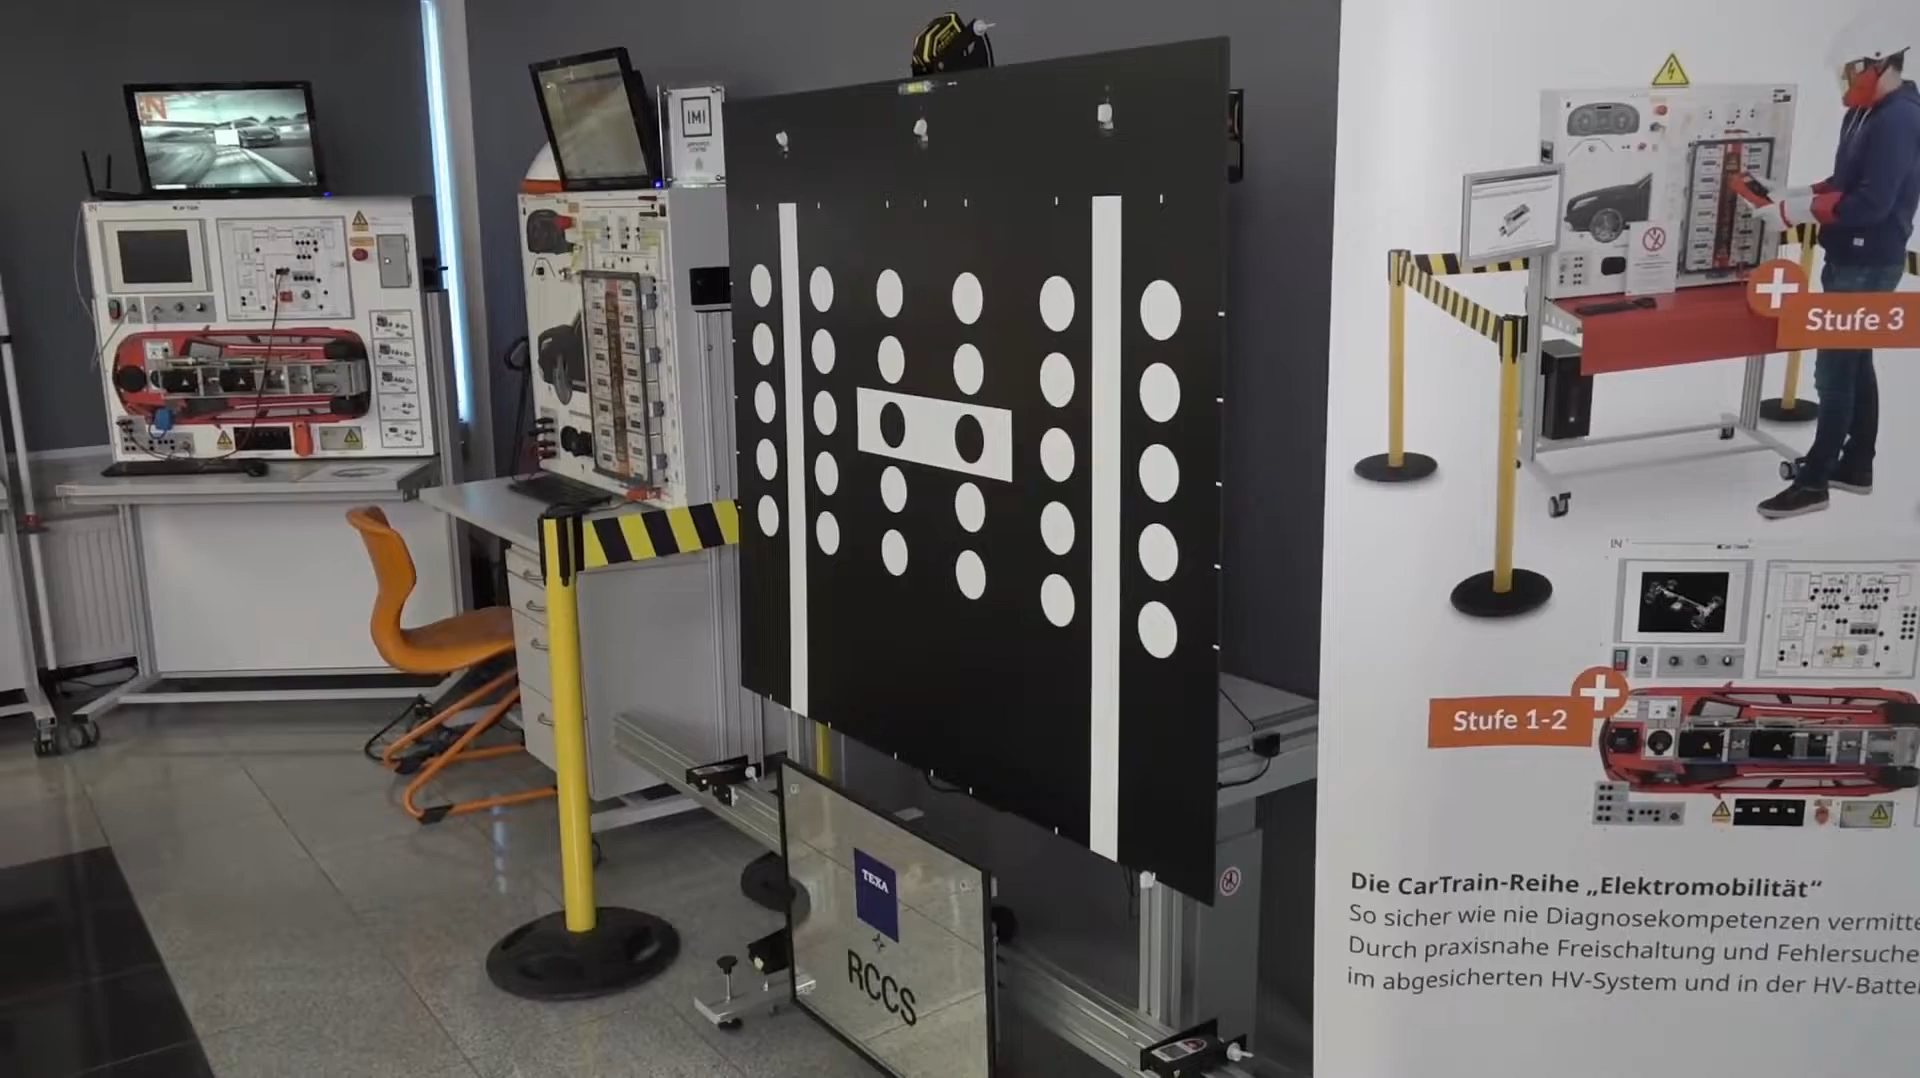 IMI
TEXA
RCCS
Stufe 3
Stufe 1-2
Die CarTrain-Reihe „Elektromobilität“
So sicher wie nie Diagnosekompetenzen vermitte
Durch praxisnahe Freischaltung und Fehlersuche
im abgesicherten HV-System und in der HV-Batte